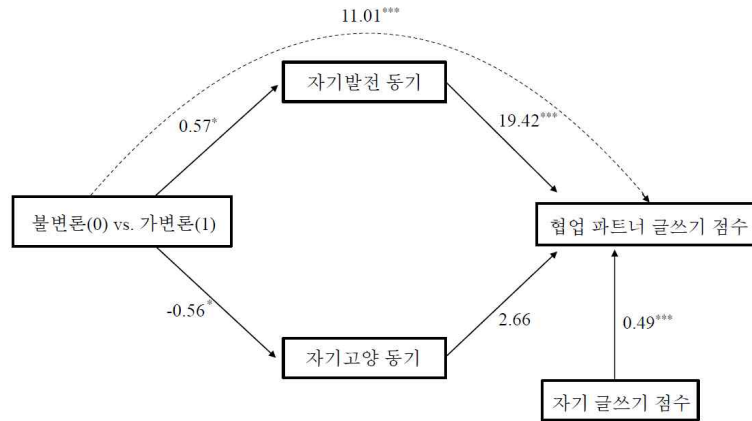 11.01***
자기발전 동기
0.57*
19.42***
불변론(0) vs. 가변론(1)
협업 파트너 글쓰기 점수
-0.56*
2.66
0.49***
자기고양 동기
자기 글쓰기 점수